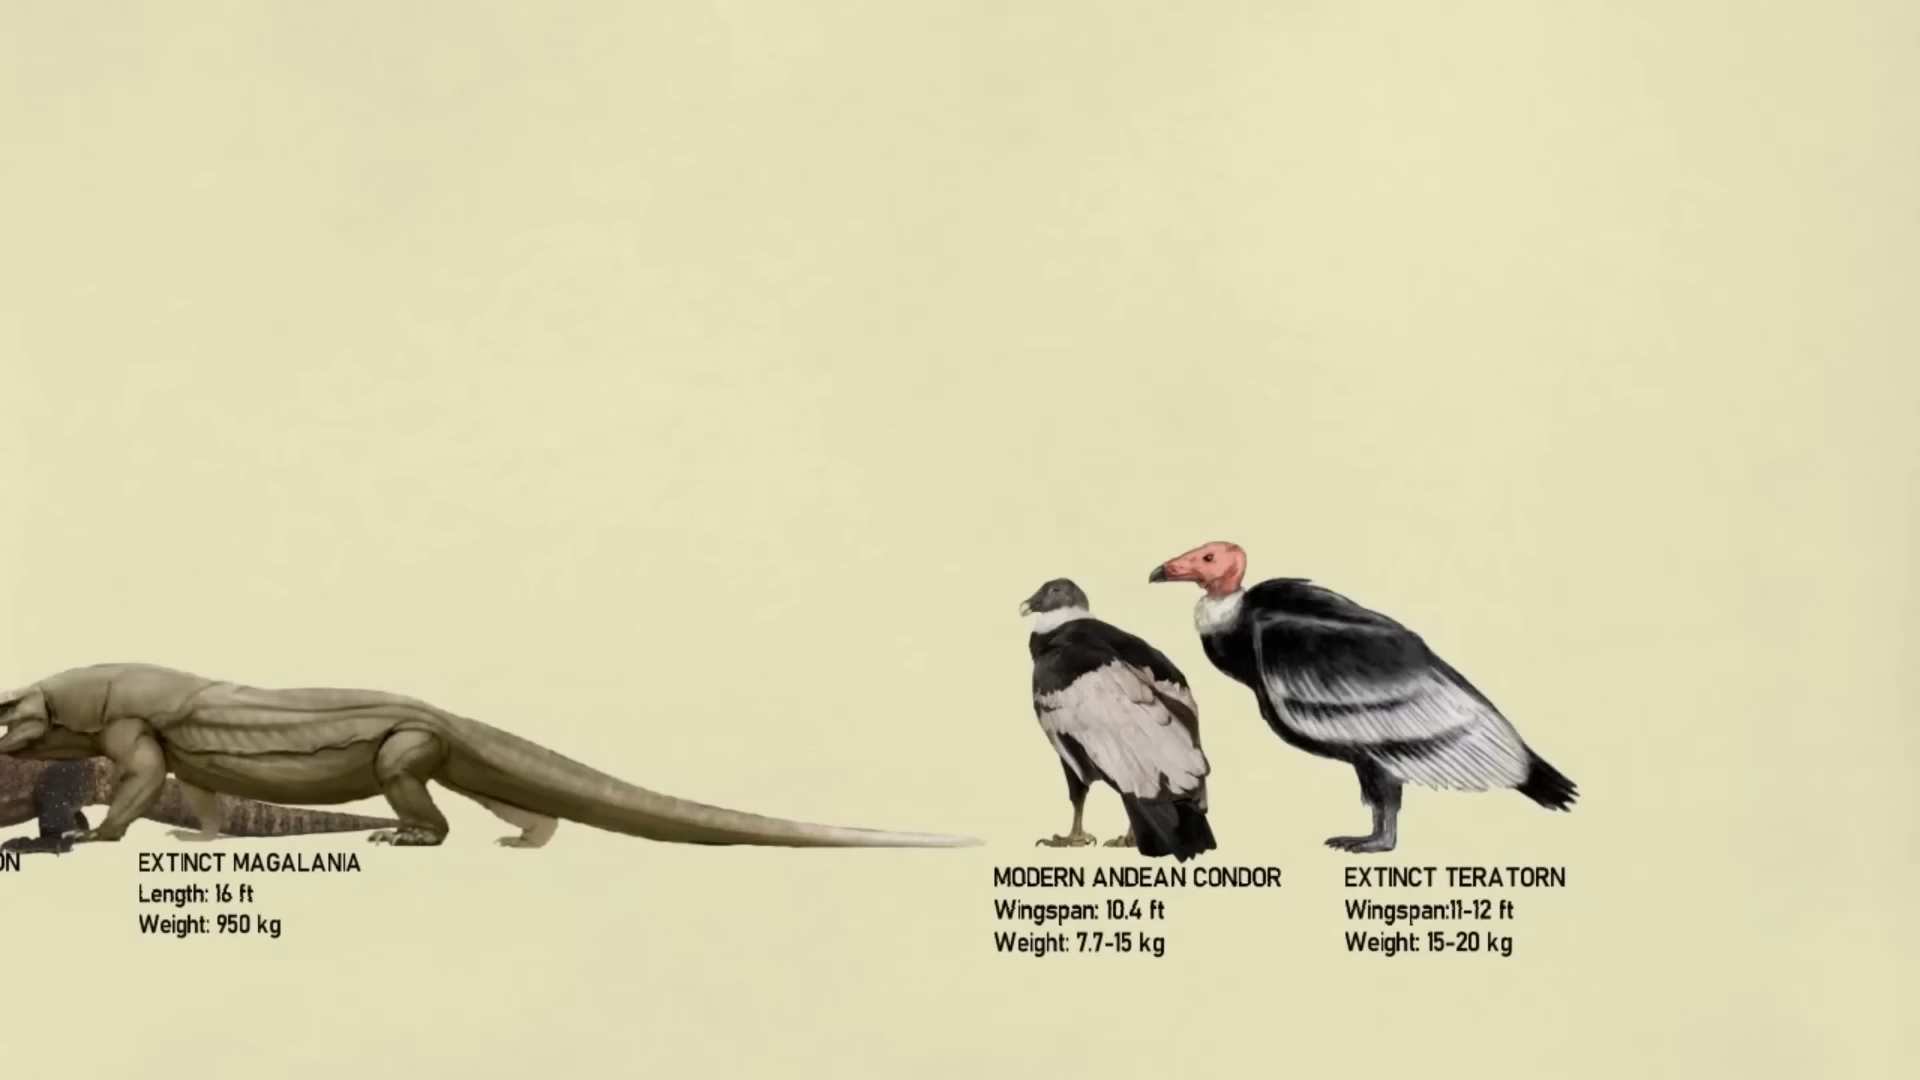 ON
EXTINCT MAGALANIA
Length: 16 ft
Weight: 950 kg
MODERN ANDEAN CONDOR
Wingspan: 10.4 ft
Weight: 7.7-15 kg
EXTINCT TERATORN
Wingspan:11-12 ft
Weight: 15-20 kg